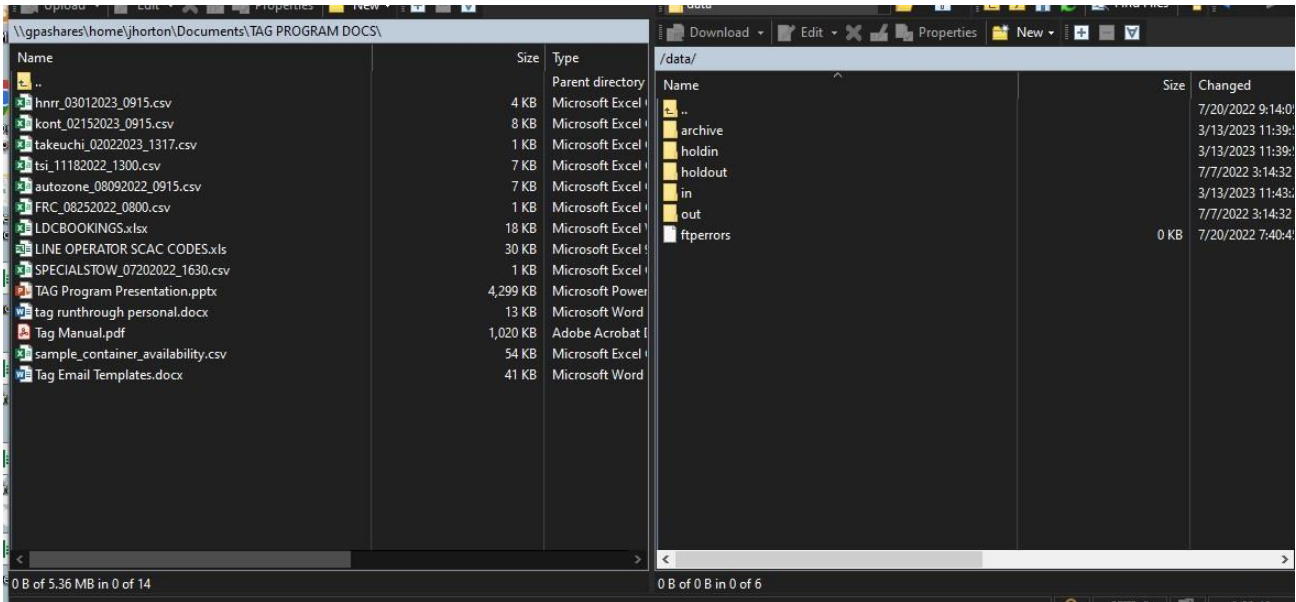 Upload Edit Properties New
\\gpashares\home\jhorton\Documents\TAG PROGRAM DOCS\
Name Size Type
.. Parent directory
hnrr_03012023_0915.csv 4 KB Microsoft Excel
kont_02152023_0915.csv 8 KB Microsoft Excel
takeuchi_02022023_1317.csv 1 KB Microsoft Excel
tsi_11182022_1300.csv 7 KB Microsoft Excel
autozone_08092022_0915.csv 7 KB Microsoft Excel
FRC_08252022_0800.csv 1 KB Microsoft Excel
LDCBOOKINGS.xlsx 18 KB Microsoft Excel
LINE OPERATOR SCAC CODES.xls 30 KB Microsoft Excel
SPECIALSTOW_07202022_1630.csv 1 KB Microsoft Excel
TAG Program Presentation.pptx 4,299 KB Microsoft Power
tag runthrough personal.docx 13 KB Microsoft Word
Tag Manual.pdf 1,020 KB Adobe Acrobat
sample_container_availability.csv 54 KB Microsoft Excel
Tag Email Templates.docx 41 KB Microsoft Word
0 B of 5.36 MB in 0 of 14
data Find Files
Download Edit Properties New
/data/
Name Size Changed
.. 7/20/2022 9:14:0
archive 3/13/2023 11:39:
holdin 3/13/2023 11:39:
holdout 7/7/2022 3:14:32
in 3/13/2023 11:43:
out 7/7/2022 3:14:32
ftperrors 0 KB 7/20/2022 7:40:4
0 B of 0 B in 0 of 6